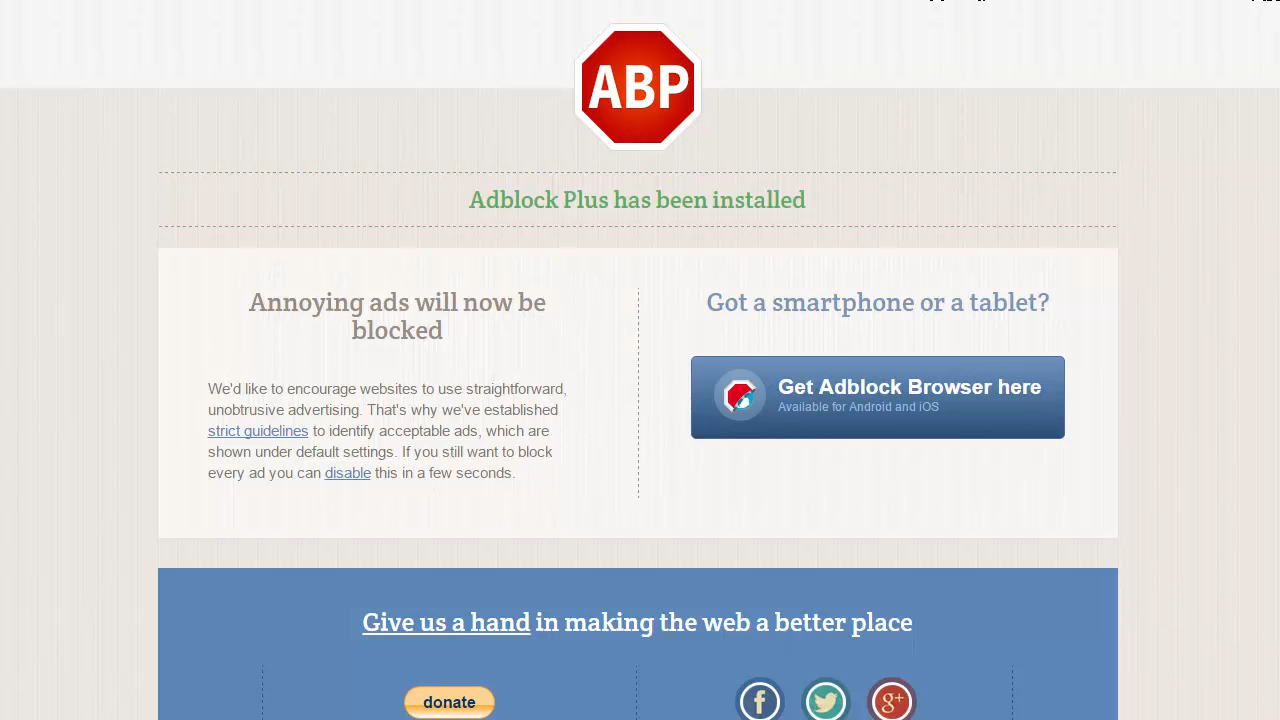 ABP
Adblock Plus has been installed
Annoying ads will now be
blocked
We'd like to encourage websites to use straightforward,
unobtrusive advertising. That's why we've established
strict guidelines to identify acceptable ads, which are
shown under default settings. If you still want to block
every ad you can disable this in a few seconds.
Got a smartphone or a tablet?
Get Adblock Browser here
Available for Android and iOS
Give us a hand in making the web a better place
donate
f
g+